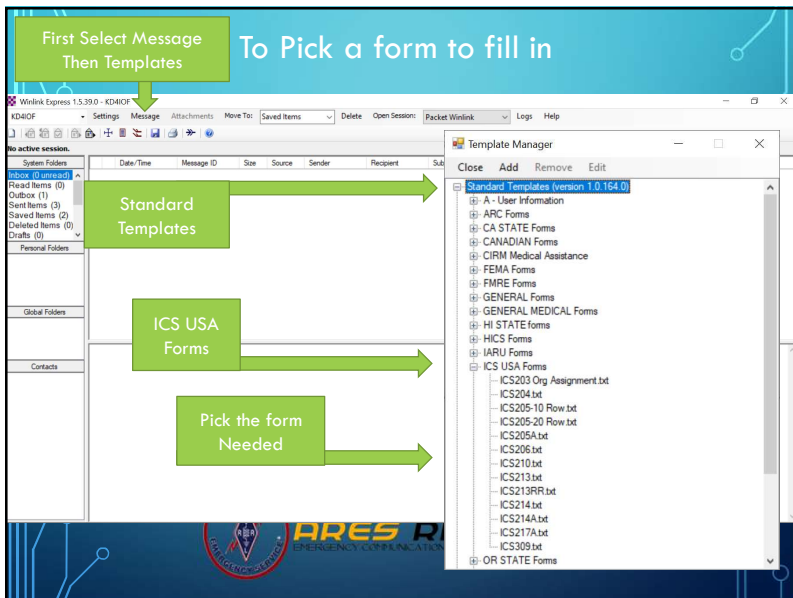 First Select Message
Then Templates
To Pick a form to fill in
Winlink Express 1.5.39.0 - KD4IOF
KD4IOF Settings Message Attachments Move To: Saved Items Delete Open Session: Packet Winlink Logs Help
No active session.
System Folders
Inbox (0 unread)
Read Items (0)
Outbox (1)
Sent Items (3)
Saved Items (2)
Deleted Items (0)
Drafts (0)
Personal Folders
Global Folders
Contacts
Date/Time Message ID Size Source Sender Recipient Sub
Standard
Templates
ICS USA
Forms
Pick the form
Needed
Template Manager
Close Add Remove Edit
Standard Templates (version 1.0.164.0)
A - User Information
ARC Forms
CA STATE Forms
CANADIAN Forms
CIRM Medical Assistance
FEMA Forms
FMRE Forms
GENERAL Forms
GENERAL MEDICAL Forms
HI STATE forms
HICS Forms
IARU Forms
ICS USA Forms
ICS203 Org Assignment.txt
ICS204.txt
ICS205-10 Row.txt
ICS205-20 Row.txt
ICS205A.txt
ICS206.txt
ICS210.txt
ICS213.txt
ICS213RR.txt
ICS214.txt
ICS214A.txt
ICS217A.txt
ICS309.txt
OR STATE Forms
ARES
EMERGENCY COMMUNICATION